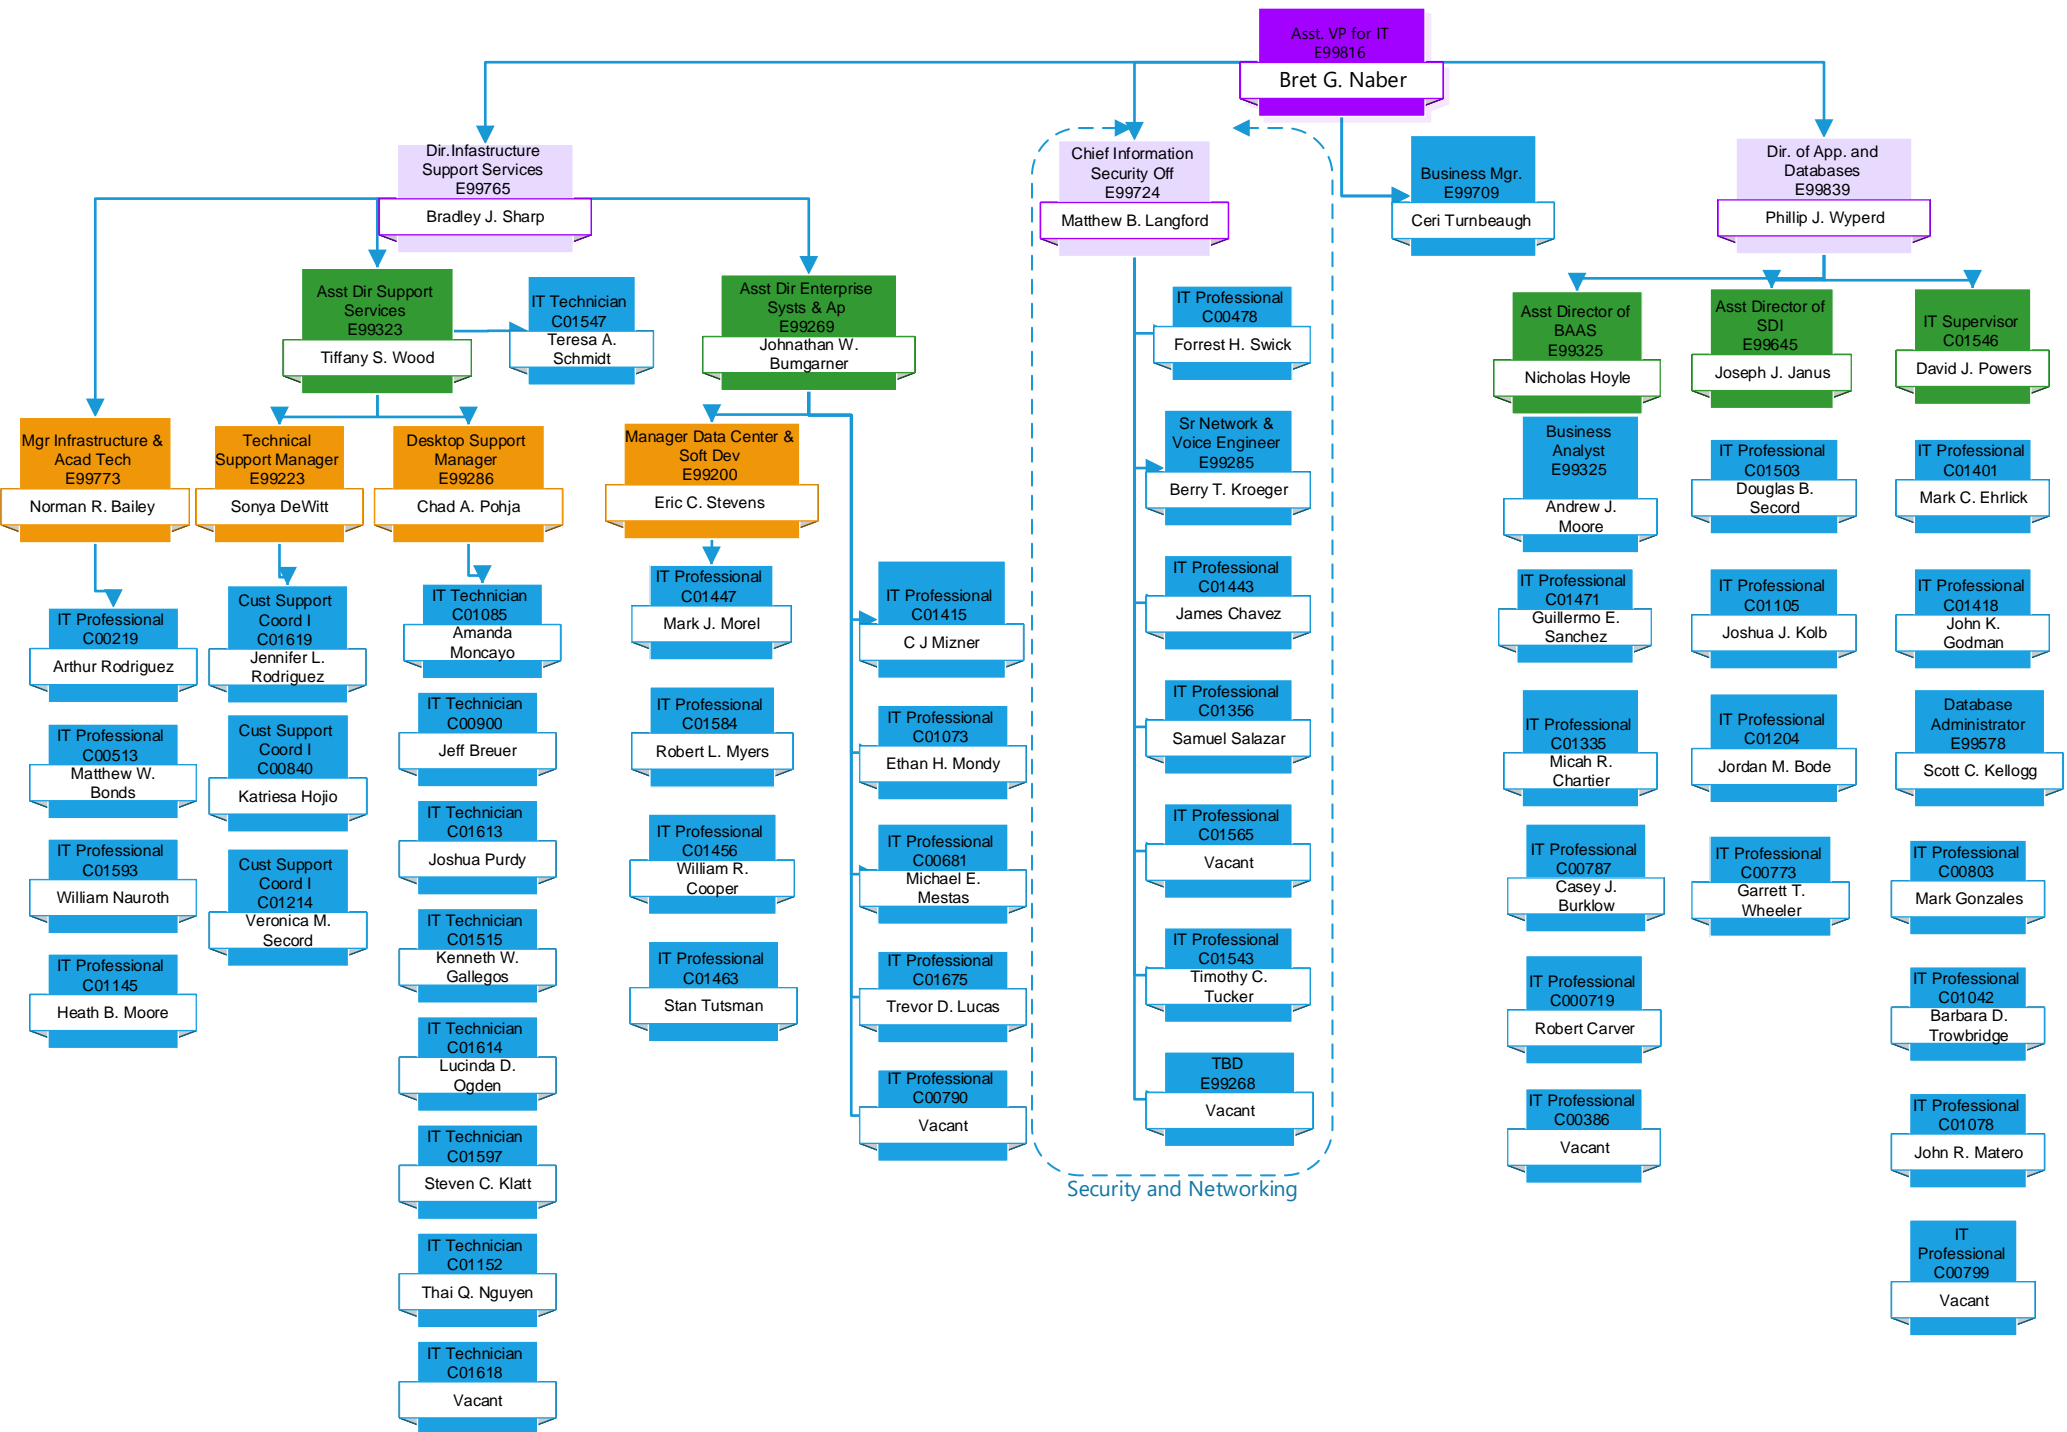 Asst. VP for IT
E99816
Bret G. Naber
Dir.Infastructure
Support Services
E99765
Bradley J. Sharp
Chief Information
Security Off
E99724
Matthew B. Langford
Business Mgr.
E99709
Ceri Turnbeaugh
Dir. of App. and
Databases
E99839
Phillip J. Wyperd
Asst Dir Support
Services
E99323
Tiffany S. Wood
IT Technician
C01547
Teresa A.
Schmidt
Asst Dir Enterprise
Systs & Ap
E99269
Johnathan W.
Bumgarner
Mgr Infrastructure &
Acad Tech
E99773
Norman R. Bailey
IT Professional
C00219
Arthur Rodriguez
IT Professional
C00513
Matthew W.
Bonds
IT Professional
C01593
William Nauroth
IT Professional
C01145
Heath B. Moore
Technical
Support Manager
E99223
Sonya DeWitt
Cust Support
Coord I
C01619
Jennifer L.
Rodriguez
Cust Support
Coord I
C00840
Katriesa Hojio
Cust Support
Coord I
C01214
Veronica M.
Secord
Desktop Support
Manager
E99286
Chad A. Pohja
IT Technician
C01085
Amanda
Moncayo
IT Technician
C00900
Jeff Breuer
IT Technician
C01613
Joshua Purdy
IT Technician
C01515
Kenneth W.
Gallegos
IT Technician
C01614
Lucinda D.
Ogden
IT Technician
C01597
Steven C. Klatt
IT Technician
C01152
Thai Q. Nguyen
IT Technician
C01618
Vacant
Manager Data Center &
Soft Dev
E99200
Eric C. Stevens
IT Professional
C01447
Mark J. Morel
IT Professional
C01584
Robert L. Myers
IT Professional
C01456
William R.
Cooper
IT Professional
C01463
Stan Tutsman
IT Professional
C01415
C J Mizner
IT Professional
C01073
Ethan H. Mondy
IT Professional
C00681
Michael E.
Mestas
IT Professional
C01675
Trevor D. Lucas
IT Professional
C00790
Vacant
IT Professional
C00478
Forrest H. Swick
Sr Network &
Voice Engineer
E99285
Berry T. Kroeger
IT Professional
C01443
James Chavez
IT Professional
C01356
Samuel Salazar
IT Professional
C01565
Vacant
IT Professional
C01543
Timothy C.
Tucker
TBD
E99268
Vacant
Security and Networking
Asst Director of
BAAS
E99325
Nicholas Hoyle
Business
Analyst
E99325
Andrew J.
Moore
IT Professional
C01471
Guillermo E.
Sanchez
IT Professional
C01335
Micah R.
Chartier
IT Professional
C00787
Casey J.
Burklow
IT Professional
C000719
Robert Carver
IT Professional
C00386
Vacant
Asst Director of
SDI
E99645
Joseph J. Janus
IT Professional
C01503
Douglas B.
Secord
IT Professional
C01105
Joshua J. Kolb
IT Professional
C01204
Jordan M. Bode
IT Professional
C00773
Garrett T.
Wheeler
IT Supervisor
C01546
David J. Powers
IT Professional
C01401
Mark C. Ehrlick
IT Professional
C01418
John K.
Godman
Database
Administrator
E99578
Scott C. Kellogg
IT Professional
C00803
Mark Gonzales
IT Professional
C01042
Barbara D.
Trowbridge
IT Professional
C01078
John R. Matero
IT
Professional
C00799
Vacant